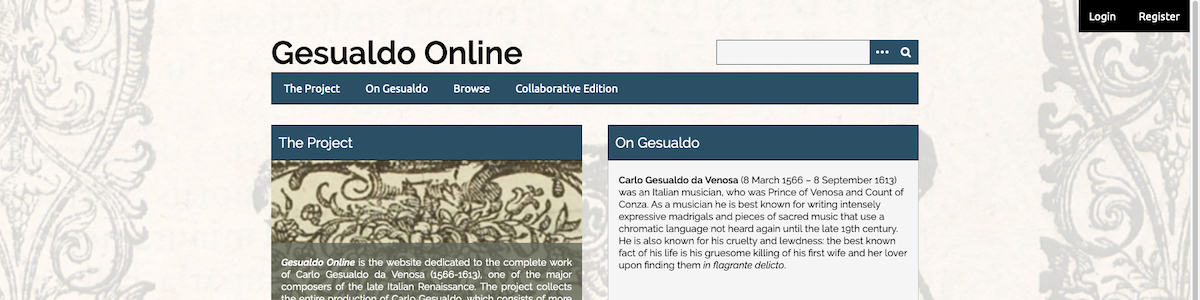 Login Register
Gesualdo Online
The Project On Gesualdo Browse Collaborative Edition
The Project
Gesualdo Online is the website dedicated to the complete work
of Carlo Gesualdo da Venosa (1566-1613), one of the major
composers of the late Italian Renaissance. The project collects
the entire production of Carlo Gesualdo, which consists of more
On Gesualdo
Carlo Gesualdo da Venosa (8 March 1566 – 8 September 1613)
was an Italian musician, who was Prince of Venosa and Count of
Conza. As a musician he is best known for writing intensely
expressive madrigals and pieces of sacred music that use a
chromatic language not heard again until the late 19th century.
He is also known for his cruelty and lewdness: the best known
fact of his life is his gruesome killing of his first wife and her lover
upon finding them in flagrante delicto.